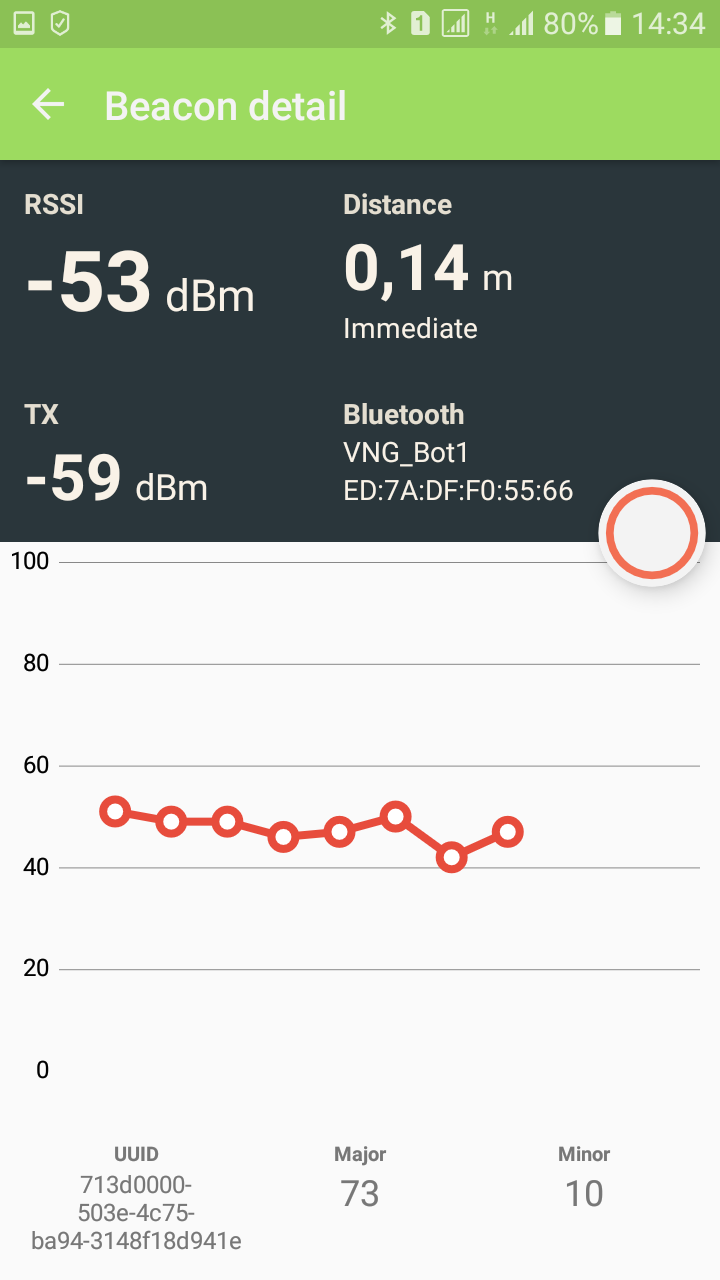 1 H 80% 14:34
Beacon detail
RSSI
-53 dBm
Distance
0,14 m
Immediate
TX
-59 dBm
Bluetooth
VNG_Bot1
ED:7A:DF:F0:55:66
100
80
60
40
20
0
UUID
713d0000-
503e-4c75-
ba94-3148f18d941e
Major
73
Minor
10